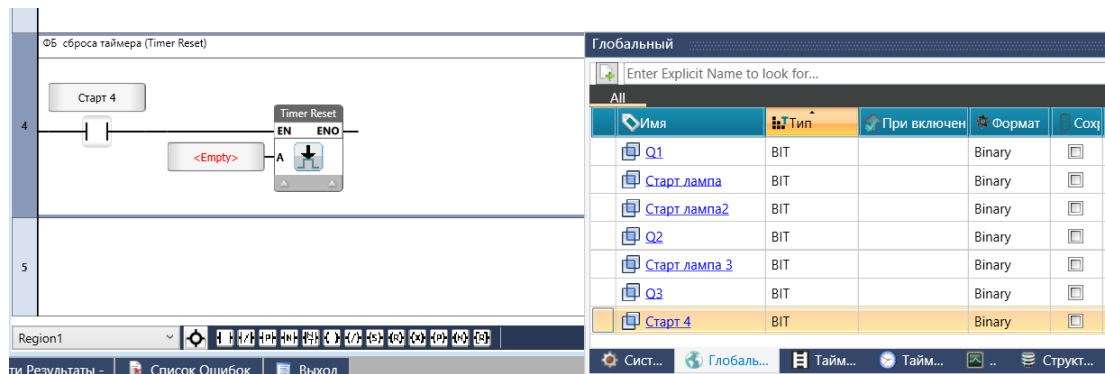 4
ФБ сброса таймера (Timer Reset)
Старт 4
Timer Reset
EN ENO
<Empty>
A
5
Region1
ти Результаты -
Список Ошибок
Выход
Глобальный
Enter Explicit Name to look for...
All
Имя Тип При включен Формат Сохр
Q1 BIT Binary
Старт лампа BIT Binary
Старт лампа2 BIT Binary
Q2 BIT Binary
Старт лампа 3 BIT Binary
Q3 BIT Binary
Старт 4 BIT Binary
Сист... Глобаль... Тайм... Тайм... .. Структ...